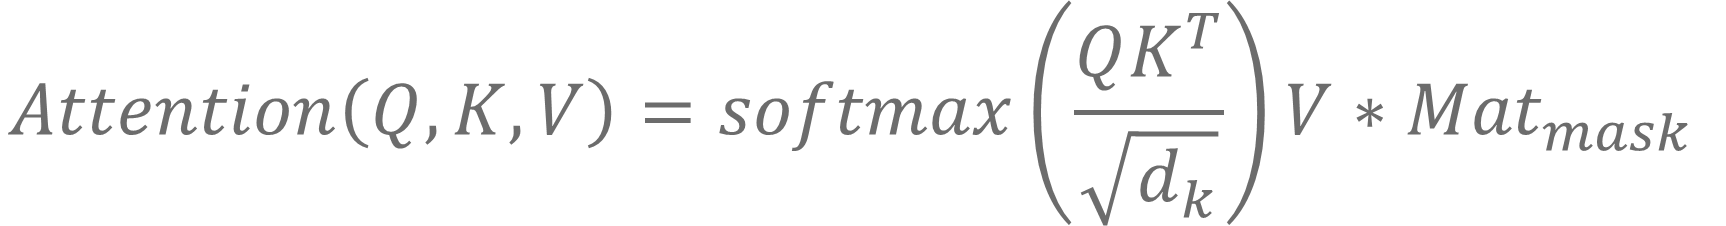 Attention(Q, K, V) = softmax(QK^T / √d_k) V * Mat_mask